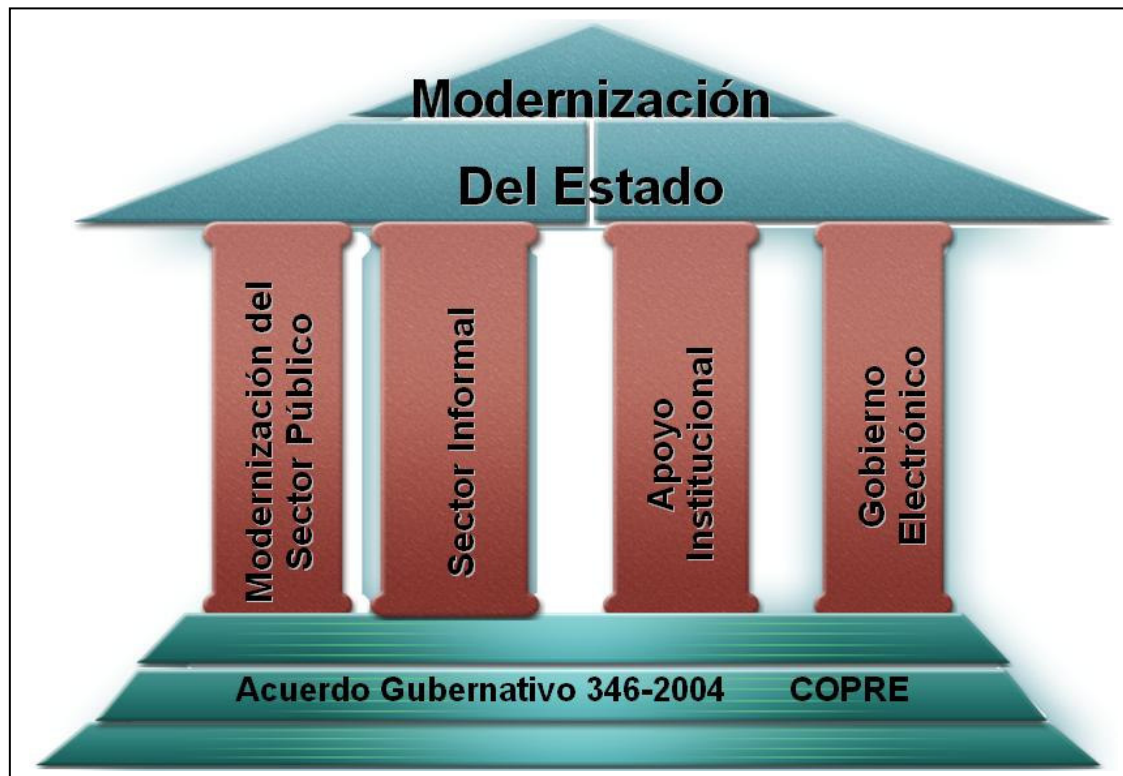 Modernización
Del Estado
Modernización del
Sector Público
Sector Informal
Apoyo
Institucional
Gobierno
Electrónico
Acuerdo Gubernativo 346-2004 COPRE